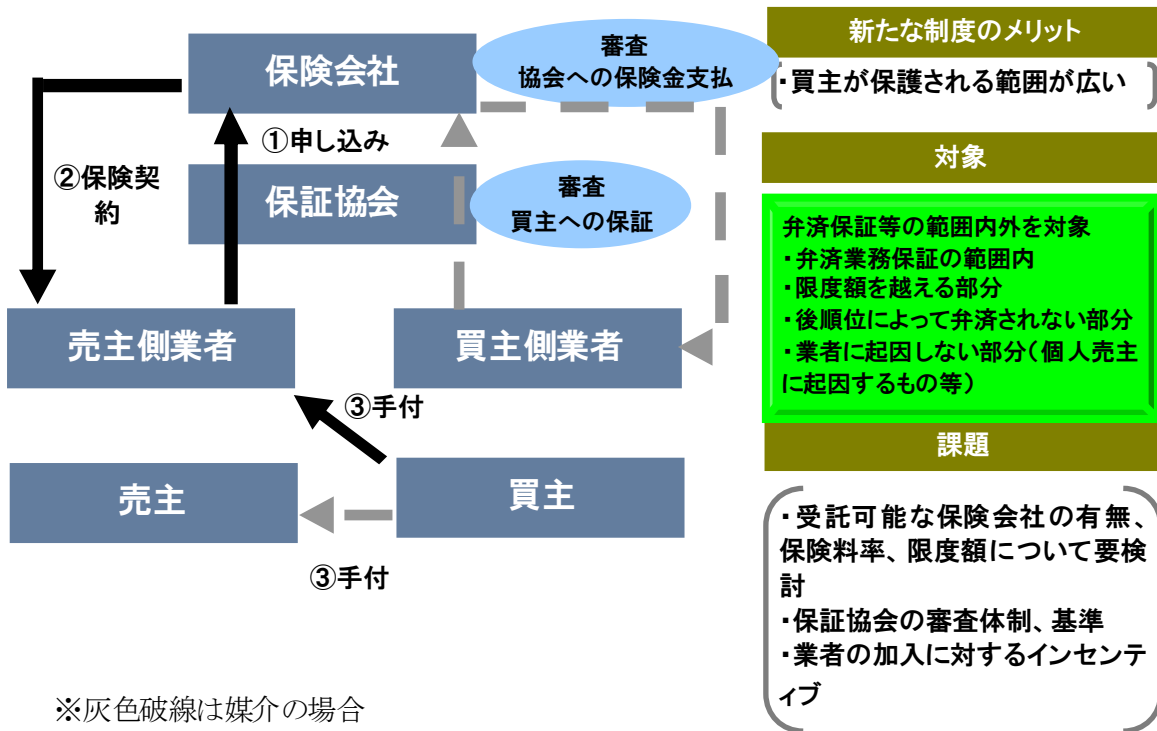 保険会社
審査
協会への保険金支払
①申し込み
②保険契
約
保証協会
審査
買主への保証
売主側業者
買主側業者
③手付
売主
買主
③手付
※灰色破線は媒介の場合
新たな制度のメリット
・買主が保護される範囲が広い
対象
弁済保証等の範囲内外を対象
・弁済業務保証の範囲内
・限度額を越える部分
・後順位によって弁済されない部分
・業者に起因しない部分（個人売主
に起因するもの等）
課題
・受託可能な保険会社の有無、
保険料率、限度額について要検
討
・保証協会の審査体制、基準
・業者の加入に対するインセンテ
ィブ